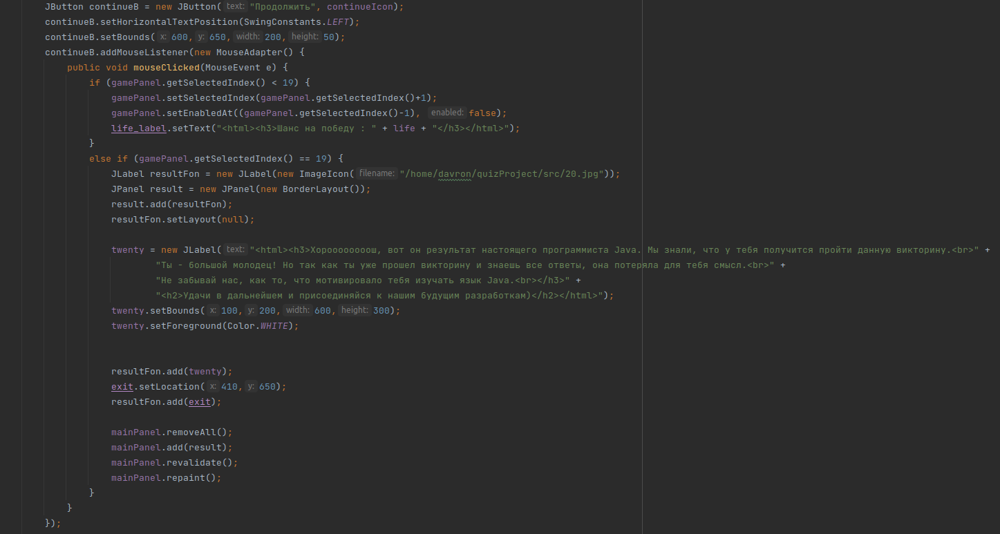 JButton continueB = new JButton( text: "Продолжить", continueIcon);
continueB.setHorizontalTextPosition(SwingConstants.LEFT);
continueB.setBounds( x: 600, y: 650, width: 200, height: 50);
continueB.addMouseListener(new MouseAdapter() {
public void mouseClicked(MouseEvent e) {
if (gamePanel.getSelectedIndex() < 19) {
gamePanel.setSelectedIndex(gamePanel.getSelectedIndex()+1);
gamePanel.setEnabledAt((gamePanel.getSelectedIndex()-1), enabled: false);
life_label.setText("<html><h3>Шанс на победу : " + life + "</h3></html>");
}
else if (gamePanel.getSelectedIndex() == 19) {
JLabel resultFon = new JLabel(new ImageIcon( filename: "/home/davron/quizProject/src/20.jpg"));
JPanel result = new JPanel(new BorderLayout());
result.add(resultFon);
resultFon.setLayout(null);
twenty = new JLabel( text: "<html><h3>Хороооооооош, вот он результат настоящего программиста Java. Мы знали, что у тебя получится пройти данную викторину.<br>" +
"Ты - большой молодец! Но так как ты уже прошел викторину и знаешь все ответы, она потеряла для тебя смысл.<br>" +
"Не забывай нас, как то, что мотивировало тебя изучать язык Java.<br></h3>" +
"<h2>Удачи в дальнейшем и присоединяйся к нашим будущим разработкам)</h2></html>");
twenty.setBounds( x: 100, y: 200, width: 600, height: 300);
twenty.setForeground(Color.WHITE);
resultFon.add(twenty);
exit.setLocation( x: 410, y: 650);
resultFon.add(exit);
mainPanel.removeAll();
mainPanel.add(result);
mainPanel.revalidate();
mainPanel.repaint();
}
}
});